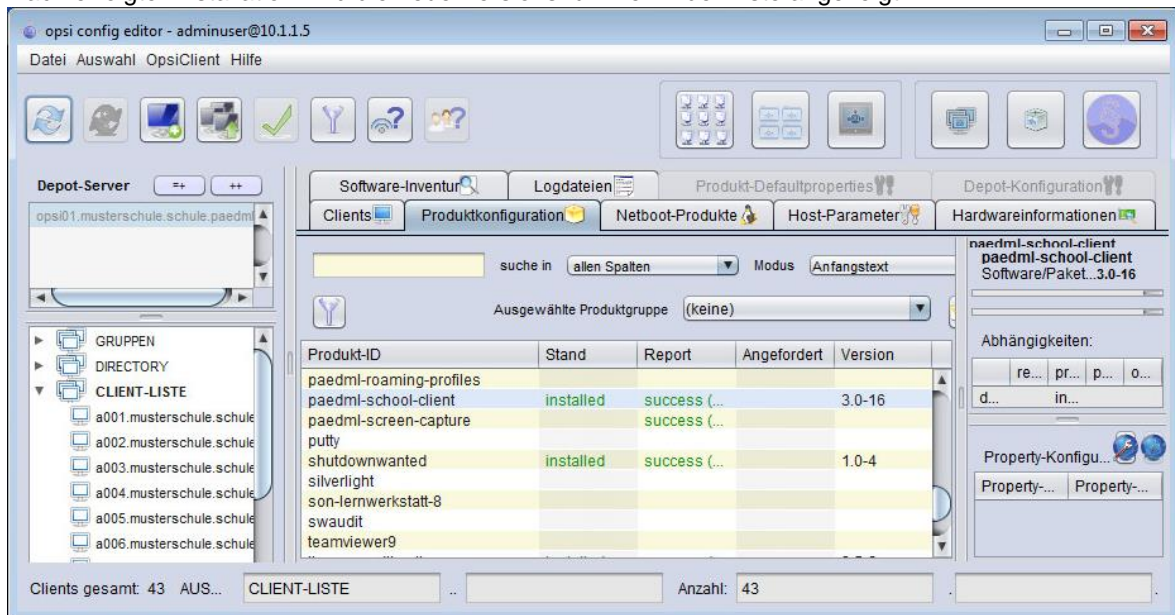 opsi config editor - adminuser@10.1.1.5
Datei Auswahl OpsiClient Hilfe
Depot-Server =+ ++
opsi01.musterschule.schule.paedml
GRUPPEN
DIRECTORY
CLIENT-LISTE
a001.musterschule.schule
a002.musterschule.schule
a003.musterschule.schule
a004.musterschule.schule
a005.musterschule.schule
a006.musterschule.schule
Software-Inventur Logdateien Produkt-Defaultproperties Depot-Konfiguration
Clients Produktkonfiguration Netboot-Produkte Host-Parameter Hardwareinformationen
suche in allen Spalten Modus Anfangstext
Ausgewählte Produktgruppe (keine)
Produkt-ID Stand Report Angefordert Version
paedml-roaming-profiles
paedml-school-client installed success (... 3.0-16
paedml-screen-capture success (...
putty
shutdownwanted installed success (... 1.0-4
silverlight
son-lernwerkstatt-8
swaudit
teamviewer9
paedml-school-client
paedml-school-client
Software/Paket...3.0-16
Abhängigkeiten:
re... pr... p... o...
d... in...
Property-Konfigu...
Property-... Property-...
Clients gesamt: 43 AUS... CLIENT-LISTE .. Anzahl: 43 . .